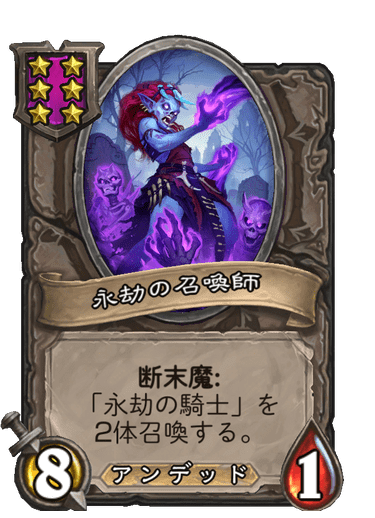 永劫の召喚師
断末魔:
「永劫の騎士」を
2体召喚する。
8
アンデッド
1